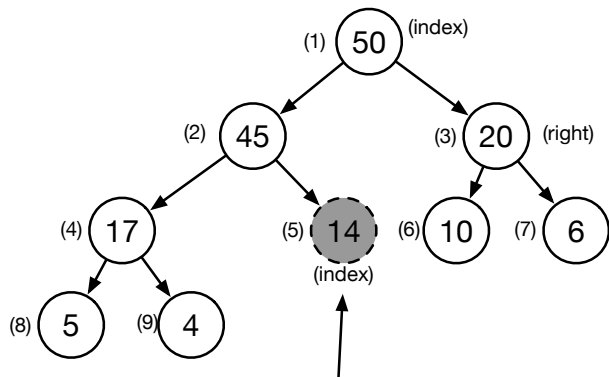 (1) 50 (index)
(2) 45 (3) 20 (right)
(4) 17 (5) 14 (6) 10 (7) 6
(index)
(8) 5 (9) 4